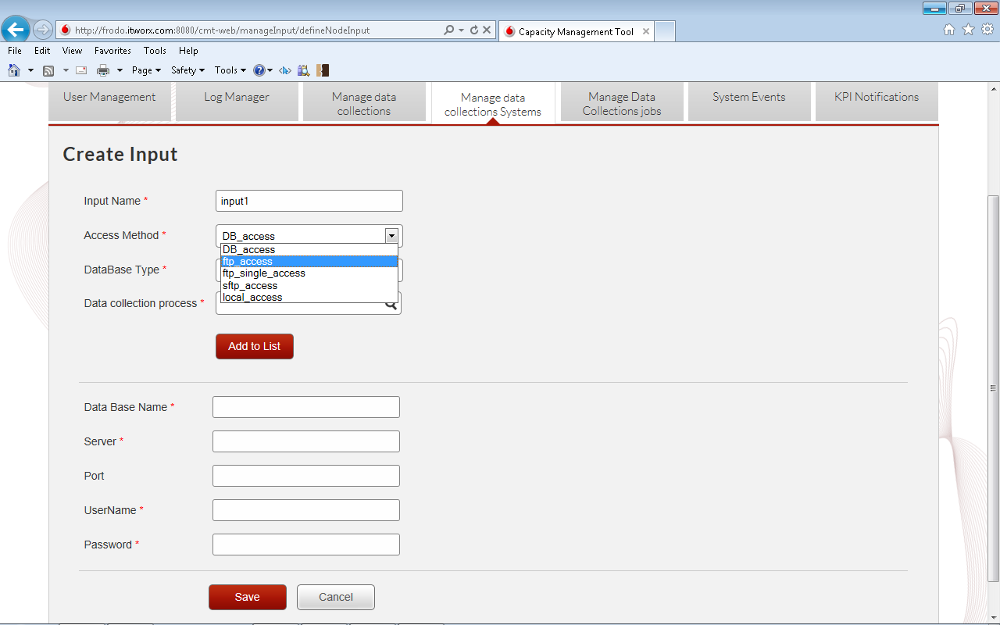 http://frodo.itworx.com:8080/cmt-web/manageInput/defineNodeInput
Capacity Management Tool
File Edit View Favorites Tools Help
Page Safety Tools
User Management
Log Manager
Manage data
collections
Manage data
collections Systems
Manage Data
Collections jobs
System Events
KPI Notifications
Create Input
Input Name * input1
Access Method * DB_access
DB_access
ftp_access
ftp_single_access
sftp_access
local_access
DataBase Type *
Data collection process *
Add to List
Data Base Name *
Server *
Port
UserName *
Password *
Save Cancel